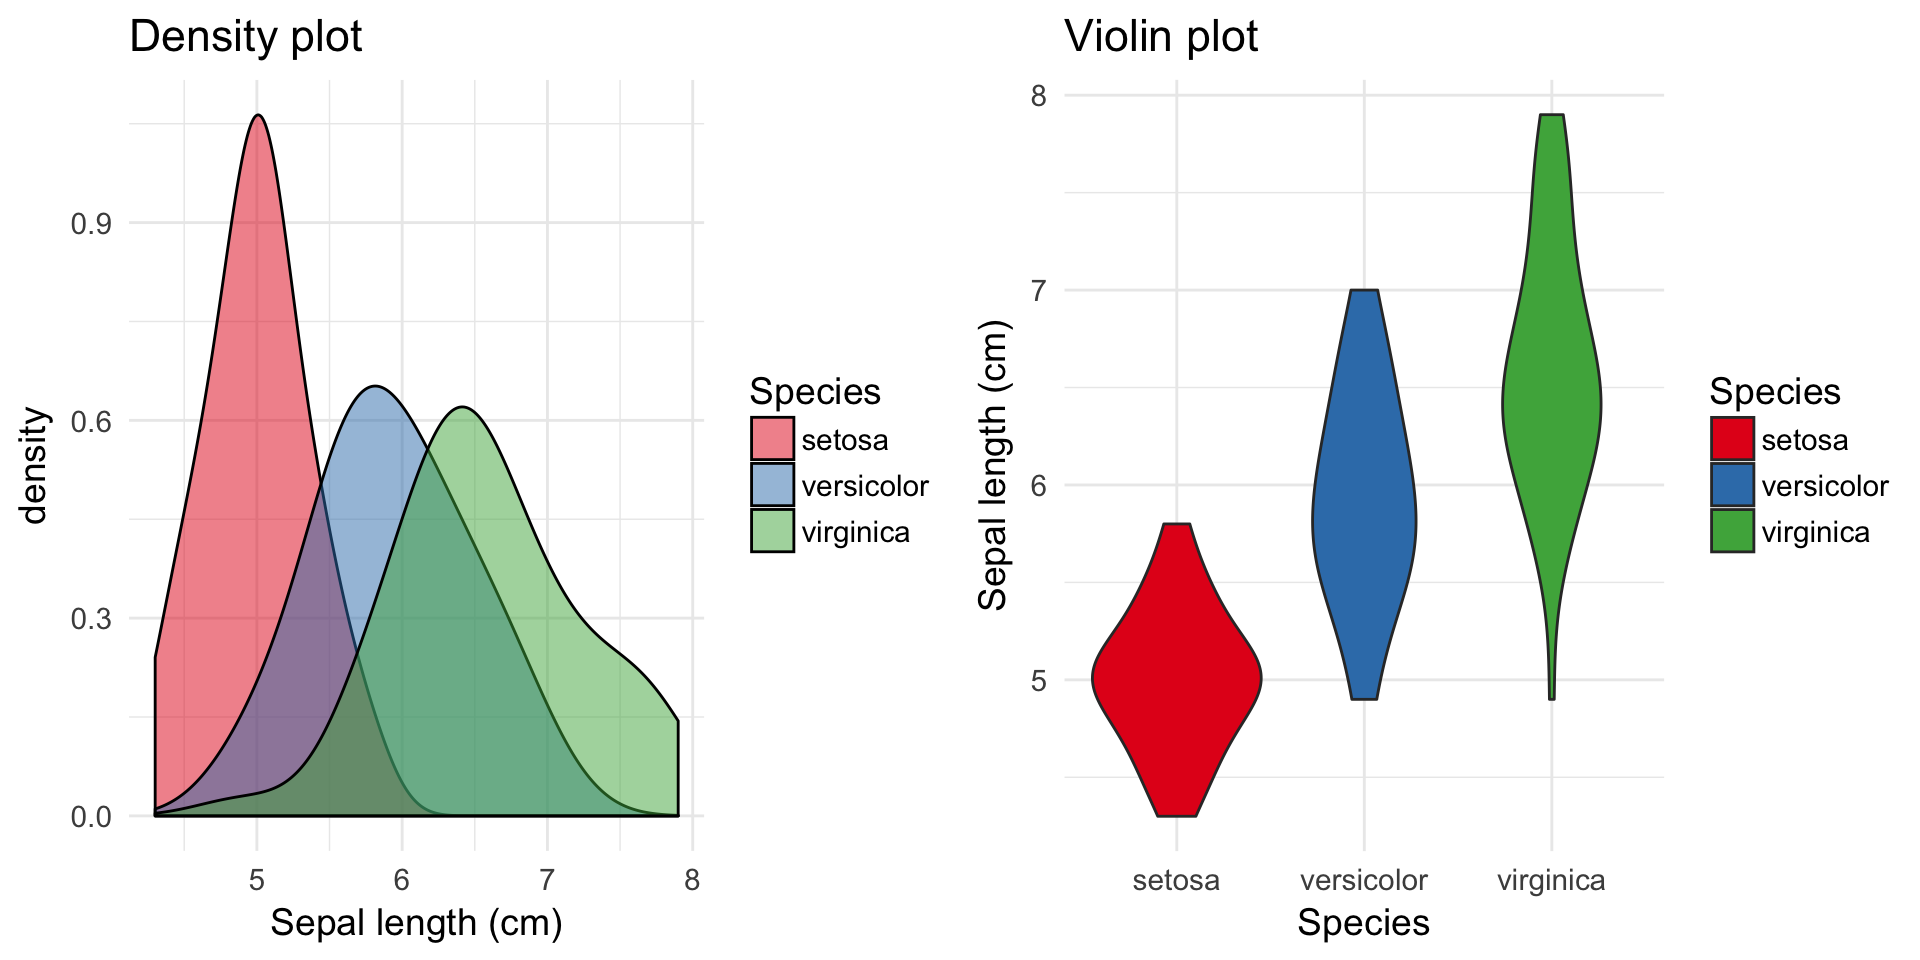 Density plot
density
0.9
0.6
0.3
0.0
5 6 7 8
Sepal length (cm)
Species
setosa
versicolor
virginica
Violin plot
Sepal length (cm)
8
7
6
5
setosa versicolor virginica
Species
Species
setosa
versicolor
virginica